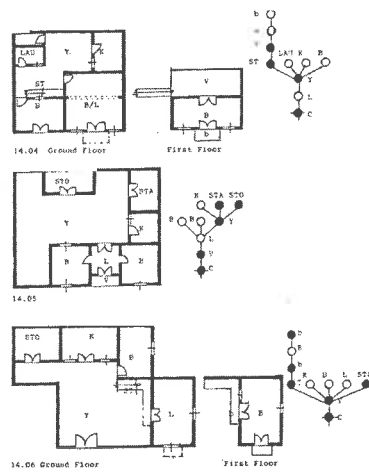 b
LAU K B
ST Y
L
C
Y K
LAU
ST
B B/L
V
B
b
14.04 Ground Floor First Floor
STO
STA
Y K
B L B
V
K STA STO
B B Y
L
V
C
14.05
STO K B
Y L
B
b
B
b
K B L
Y
C
14.06 Ground Floor First Floor